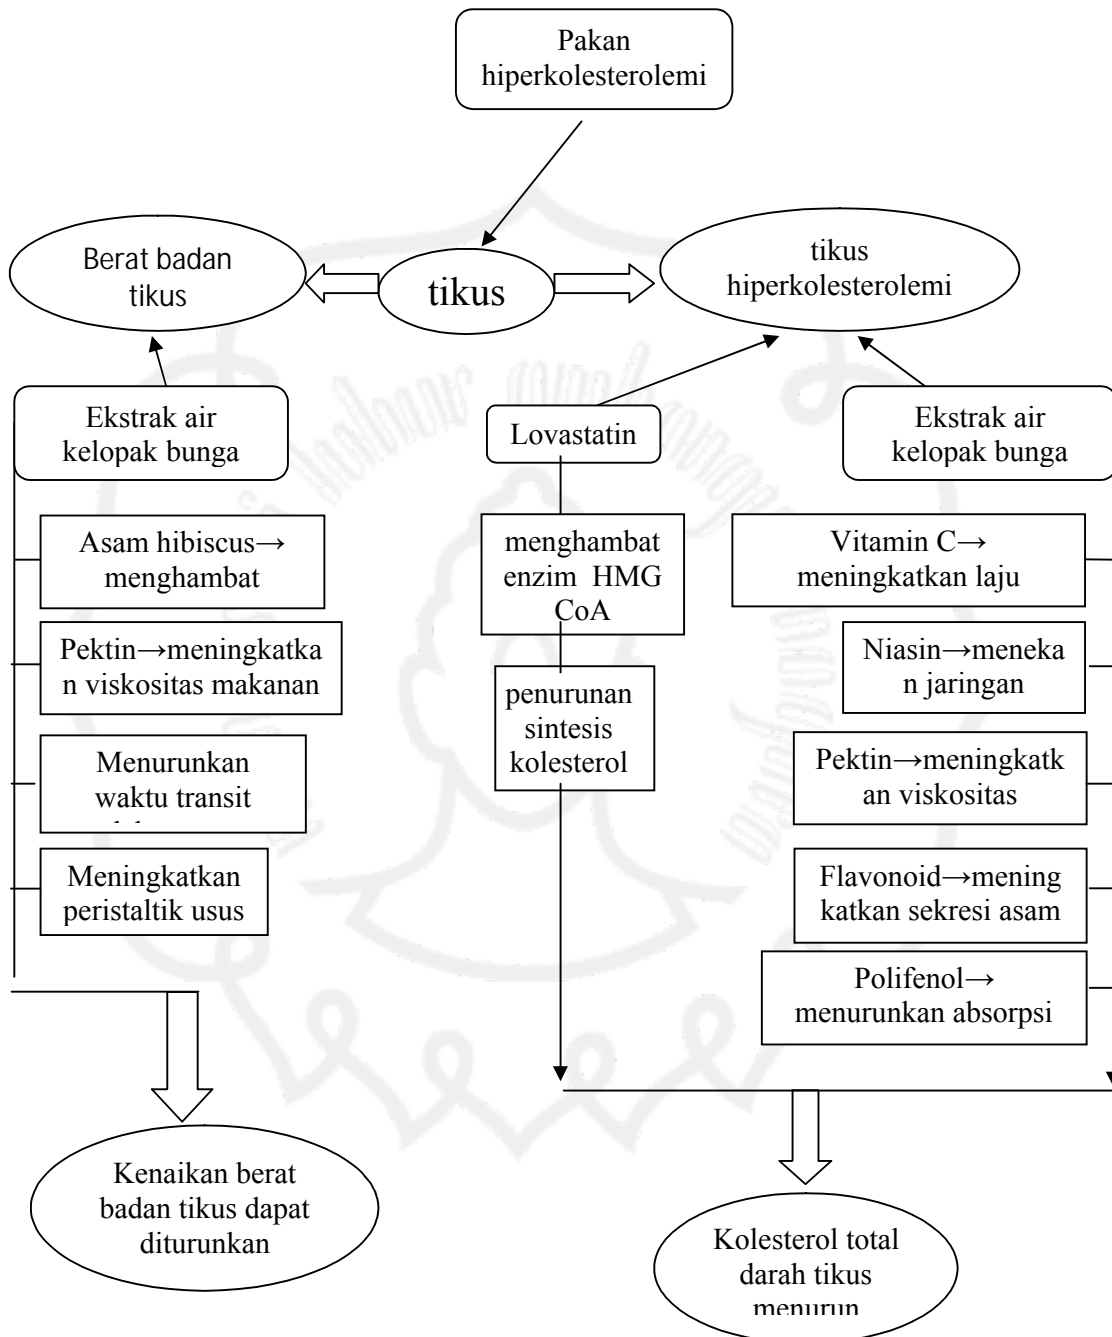 Pakan
hiperkolesterolemi
Berat badan
tikus
tikus
tikus
hiperkolesterolemi
Ekstrak air
kelopak bunga
Lovastatin
Ekstrak air
kelopak bunga
Asam hibiscus→
menghambat
menghambat
enzim HMG
CoA
Vitamin C→
meningkatkan laju
Pektin→meningkatka
n viskositas makanan
penurunan
sintesis
kolesterol
Niasin→meneka
n jaringan
Menurunkan
waktu transit
Pektin→meningkatk
an viskositas
Meningkatkan
peristaltik usus
Flavonoid→mening
katkan sekresi asam
Polifenol→
menurunkan absorpsi
Kenaikan berat
badan tikus dapat
diturunkan
Kolesterol total
darah tikus
menurun